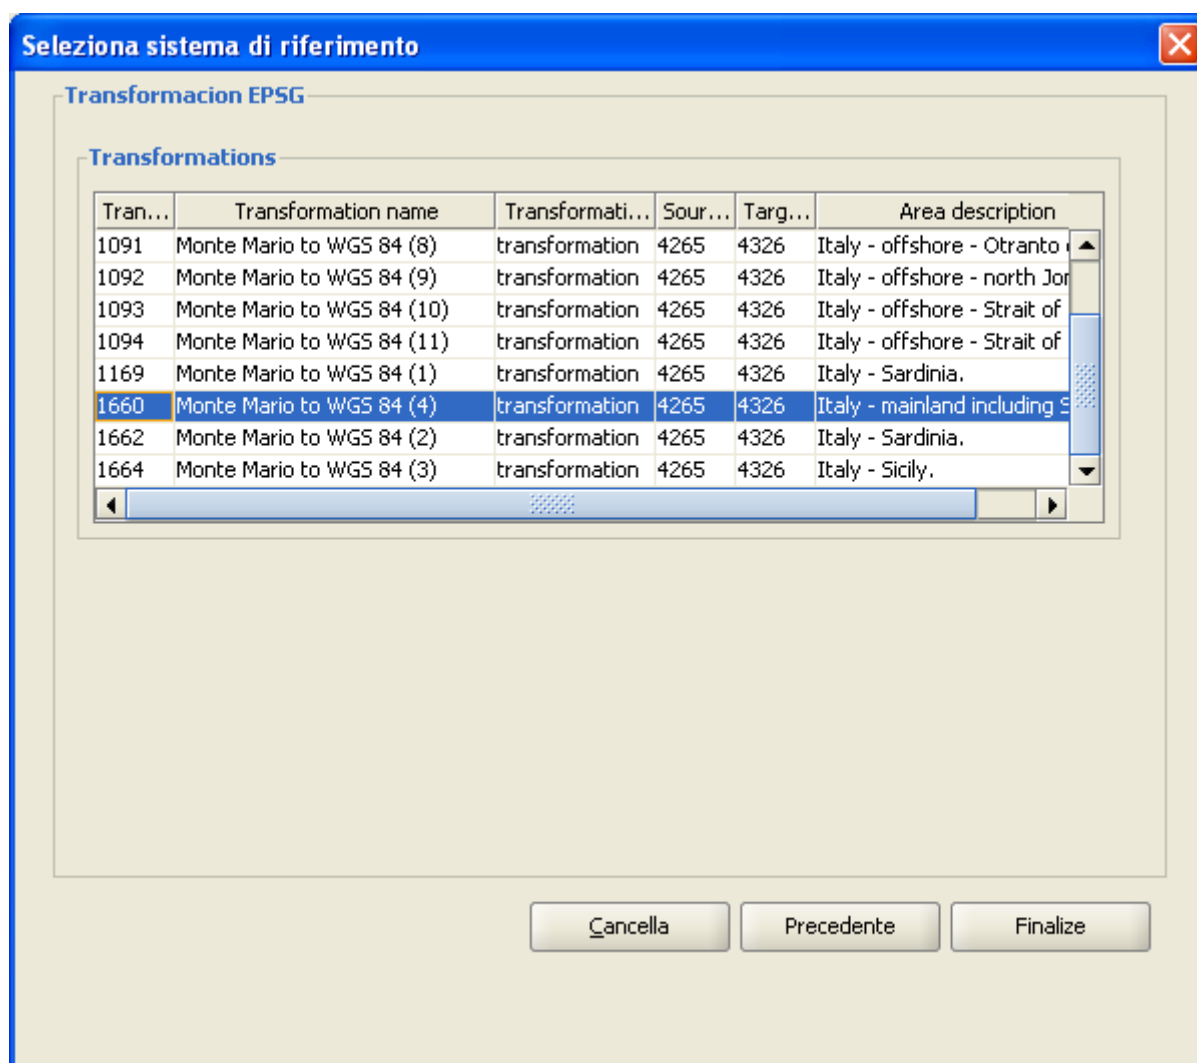 Seleziona sistema di riferimento
Transformacion EPSG
Transformations
Tran... Transformation name Transformati... Sour... Targ... Area description
1091 Monte Mario to WGS 84 (8) transformation 4265 4326 Italy - offshore - Otranto
1092 Monte Mario to WGS 84 (9) transformation 4265 4326 Italy - offshore - north
1093 Monte Mario to WGS 84 (10) transformation 4265 4326 Italy - offshore - Strait of
1094 Monte Mario to WGS 84 (11) transformation 4265 4326 Italy - offshore - Strait of
1169 Monte Mario to WGS 84 (1) transformation 4265 4326 Italy - Sardinia.
1660 Monte Mario to WGS 84 (4) transformation 4265 4326 Italy - mainland including
1662 Monte Mario to WGS 84 (2) transformation 4265 4326 Italy - Sardinia.
1664 Monte Mario to WGS 84 (3) transformation 4265 4326 Italy - Sicily.
Cancella Precedente Finalize